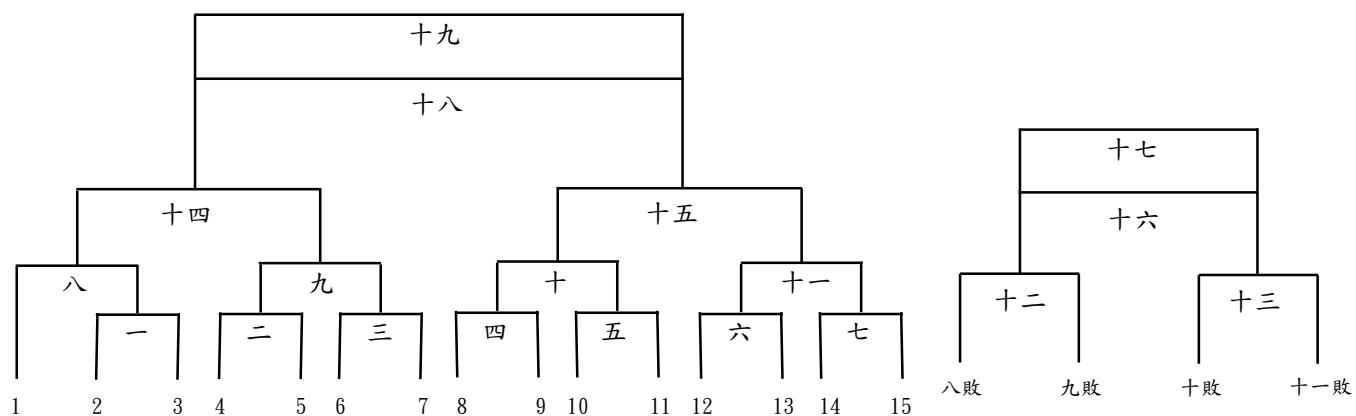 十九
十八
十七
十四 十五 十六
八 九 十 十一 十二 十三
一 二 三 四 五 六 七
八敗 九敗 十敗 十一敗
1 2 3 4 5 6 7 8 9 10 11 12 13 14 15